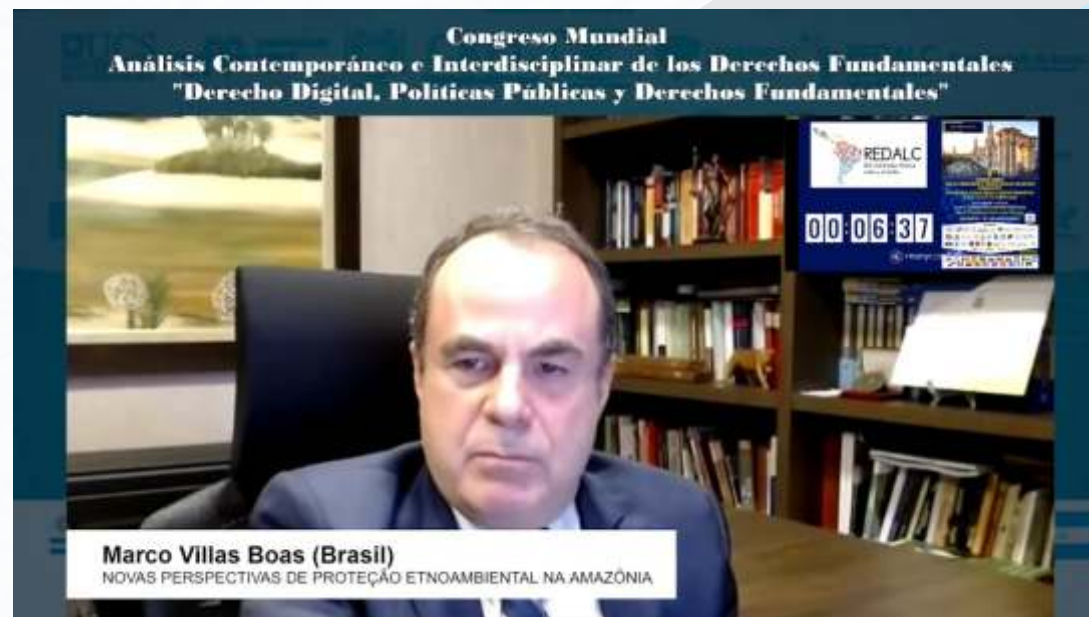 Congreso Mundial
Análisis Contemporáneo e Interdisciplinar de los Derechos Fundamentales
"Derecho Digital, Políticas Públicas y Derechos Fundamentales"
REDALC
00:06:37
Marco Villas Boas (Brasil)
NOVAS PERSPECTIVAS DE PROTEÇÃO ETNOAMBIENTAL NA AMAZÔNIA